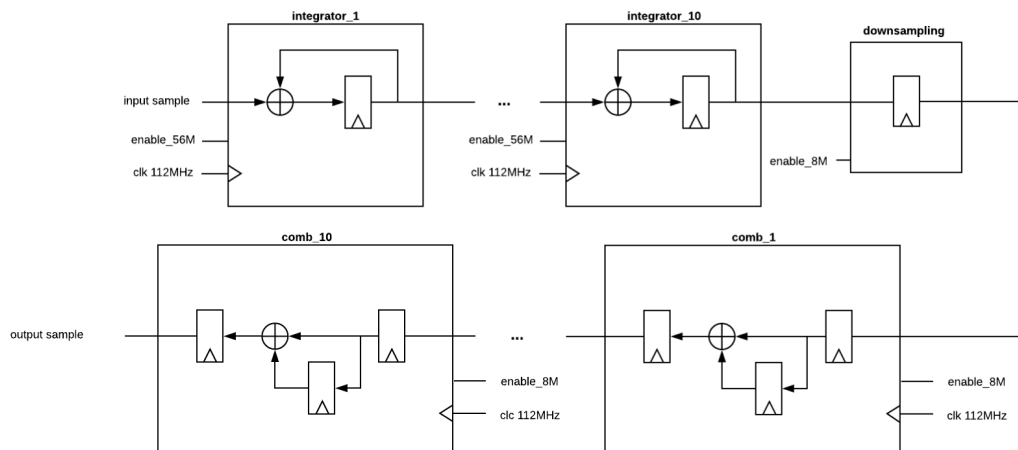 integrator_1
integrator_10
downsampling
input sample
...
enable_56M
enable_56M
enable_8M
clk 112MHz
clk 112MHz
comb_10
comb_1
output sample
...
enable_8M
enable_8M
clc 112MHz
clk 112MHz